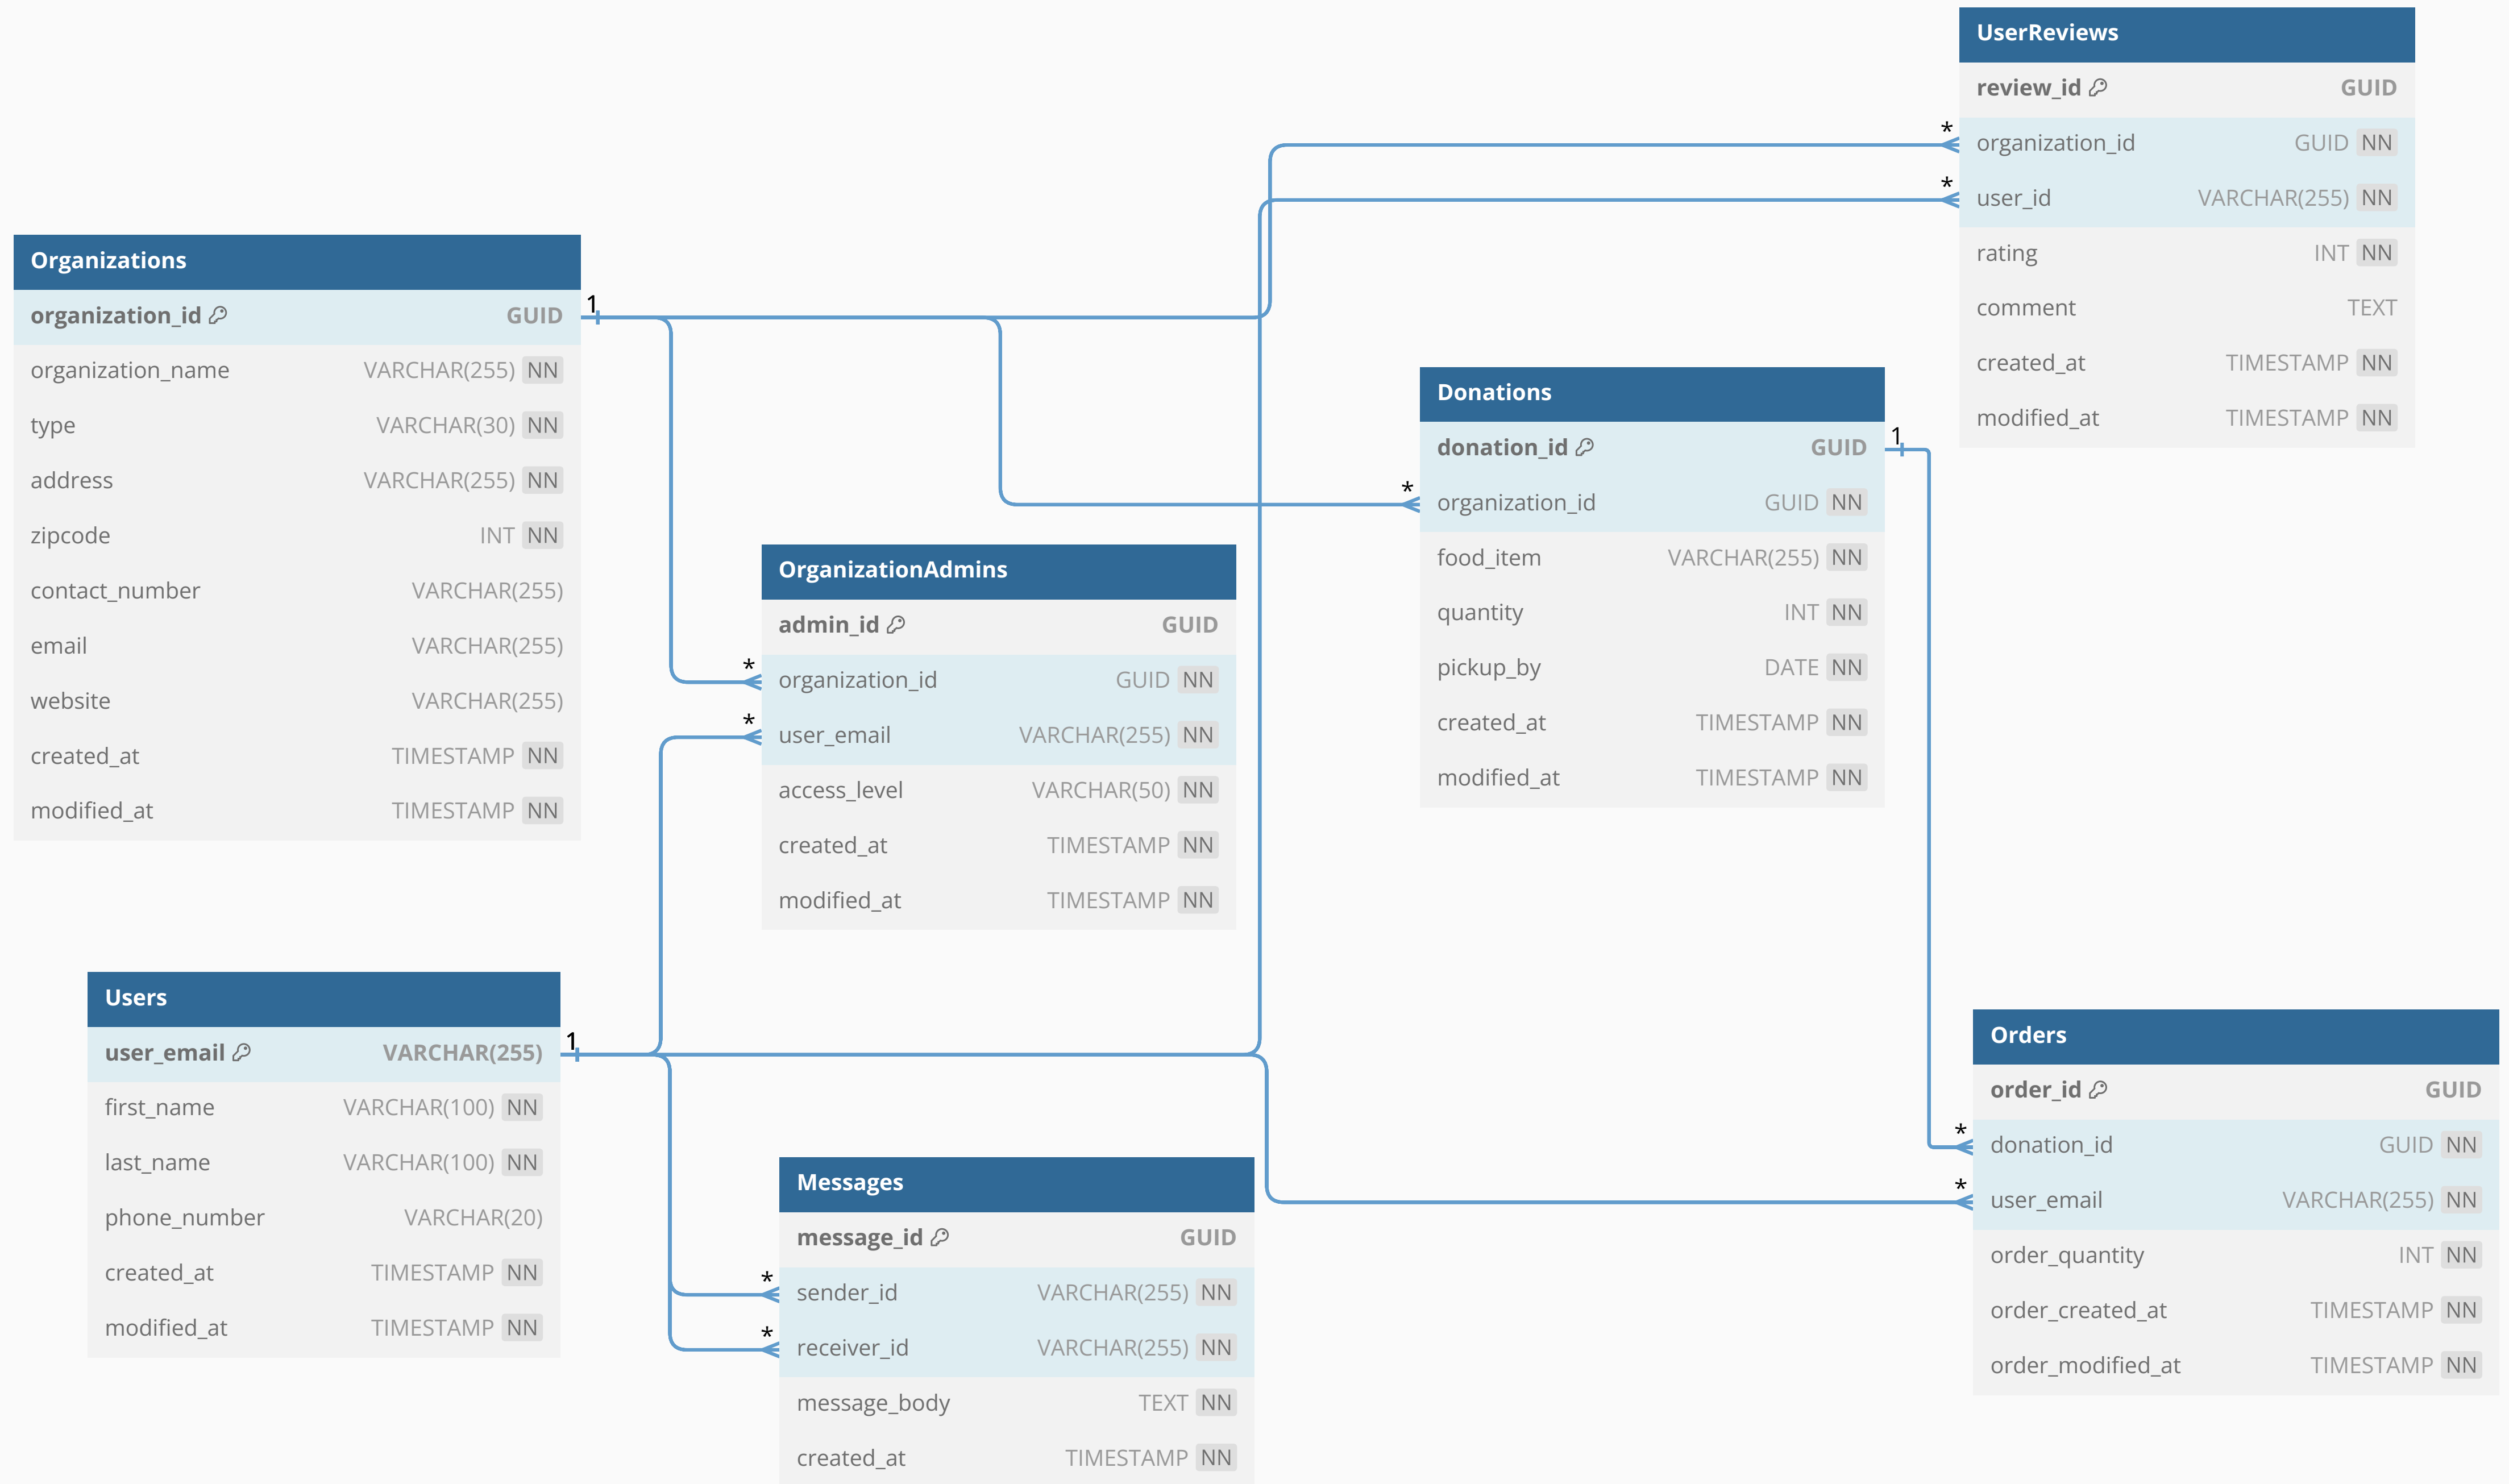 UserReviews
review_id GUID
* organization_id GUID NN
* user_id VARCHAR(255) NN
rating INT NN
comment TEXT
created_at TIMESTAMP NN
modified_at TIMESTAMP NN
Organizations
organization_id GUID 1
organization_name VARCHAR(255) NN
type VARCHAR(30) NN
address VARCHAR(255) NN
zipcode INT NN
contact_number VARCHAR(255)
email VARCHAR(255)
website VARCHAR(255)
created_at TIMESTAMP NN
modified_at TIMESTAMP NN
Donations
donation_id GUID 1
* organization_id GUID NN
food_item VARCHAR(255) NN
quantity INT NN
pickup_by DATE NN
created_at TIMESTAMP NN
modified_at TIMESTAMP NN
OrganizationAdmins
admin_id GUID
* organization_id GUID NN
* user_email VARCHAR(255) NN
access_level VARCHAR(50) NN
created_at TIMESTAMP NN
modified_at TIMESTAMP NN
Users
user_email VARCHAR(255) 1
first_name VARCHAR(100) NN
last_name VARCHAR(100) NN
phone_number VARCHAR(20)
created_at TIMESTAMP NN
modified_at TIMESTAMP NN
Messages
message_id GUID
* sender_id VARCHAR(255) NN
* receiver_id VARCHAR(255) NN
message_body TEXT NN
created_at TIMESTAMP NN
Orders
order_id GUID
* donation_id GUID NN
* user_email VARCHAR(255) NN
order_quantity INT NN
order_created_at TIMESTAMP NN
order_modified_at TIMESTAMP NN